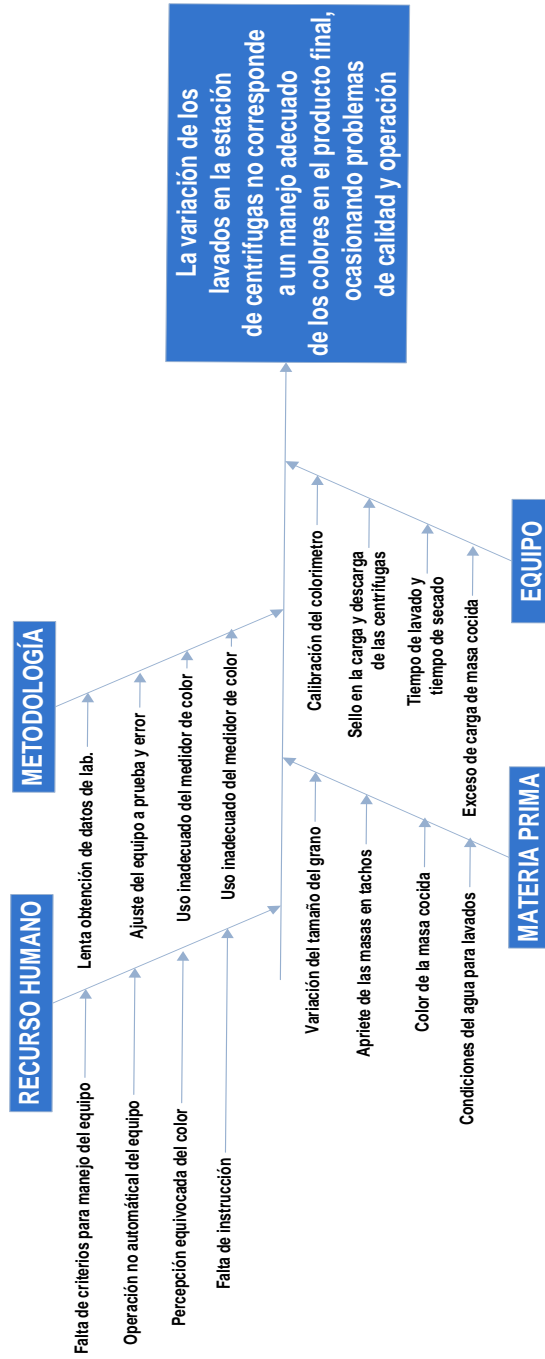 RECURSO HUMANO
Falta de criterios para manejo del equipo
Operación no automátical del equipo
Percepción equivocada del color
Falta de instrucción
METODOLOGÍA
Lenta obtención de datos de lab.
Ajuste del equipo a prueba y error
Uso inadecuado del medidor de color
Uso inadecuado del medidor de color
Variación del tamaño del grano
Apriete de las masas en tachos
Color de la masa cocida
Condiciones del agua para lavados
MATERIA PRIMA
Calibración del colorimetro
Sello en la carga y descarga
de las centrífugas
Tiempo de lavado y
tiempo de secado
Exceso de carga de masa cocida
EQUIPO
La variación de los
lavados en la estación
de centrífugas no corresponde
a un manejo adecuado
de los colores en el producto final,
ocasionando problemas
de calidad y operación